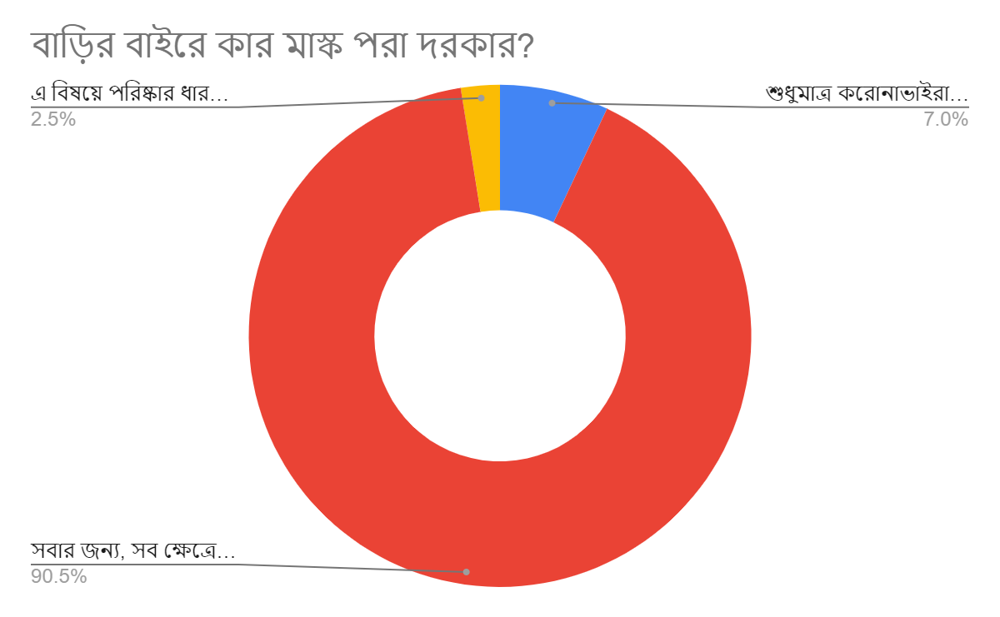 বাড়ির বাইরে কার মাস্ক পরা দরকার?
এ বিষয়ে পরিষ্কার ধার…
2.5%
শুধুমাত্র করোনাভাইরা…
7.0%
সবার জন্য, সব ক্ষেত্রে…
90.5%